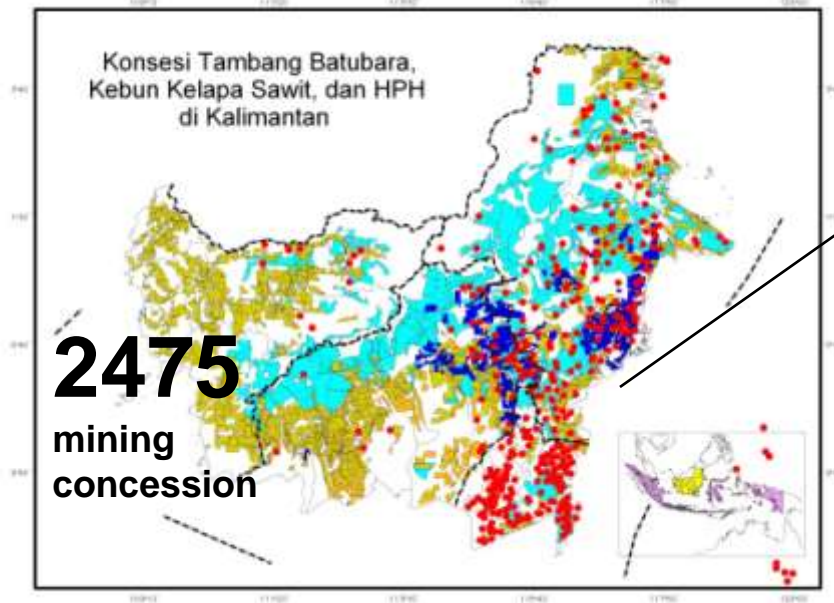 Konsesi Tambang Batubara,
Kebun Kelapa Sawit, dan HPH
di Kalimantan
2475
mining
concession